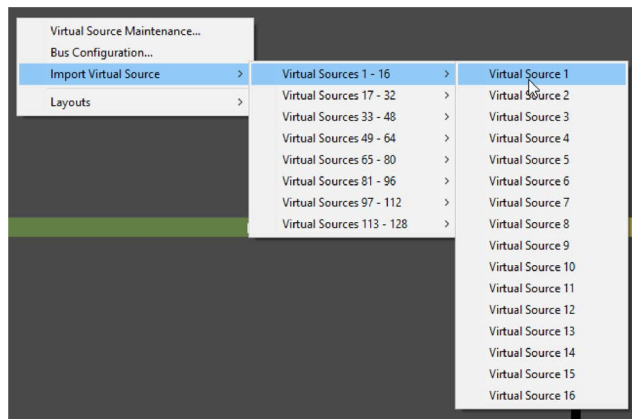 Virtual Source Maintenance...
Bus Configuration...
Import Virtual Source >
Layouts >
Virtual Sources 1 - 16 >
Virtual Sources 17 - 32 >
Virtual Sources 33 - 48 >
Virtual Sources 49 - 64 >
Virtual Sources 65 - 80 >
Virtual Sources 81 - 96 >
Virtual Sources 97 - 112 >
Virtual Sources 113 - 128 >
Virtual Source 1
Virtual Source 2
Virtual Source 3
Virtual Source 4
Virtual Source 5
Virtual Source 6
Virtual Source 7
Virtual Source 8
Virtual Source 9
Virtual Source 10
Virtual Source 11
Virtual Source 12
Virtual Source 13
Virtual Source 14
Virtual Source 15
Virtual Source 16